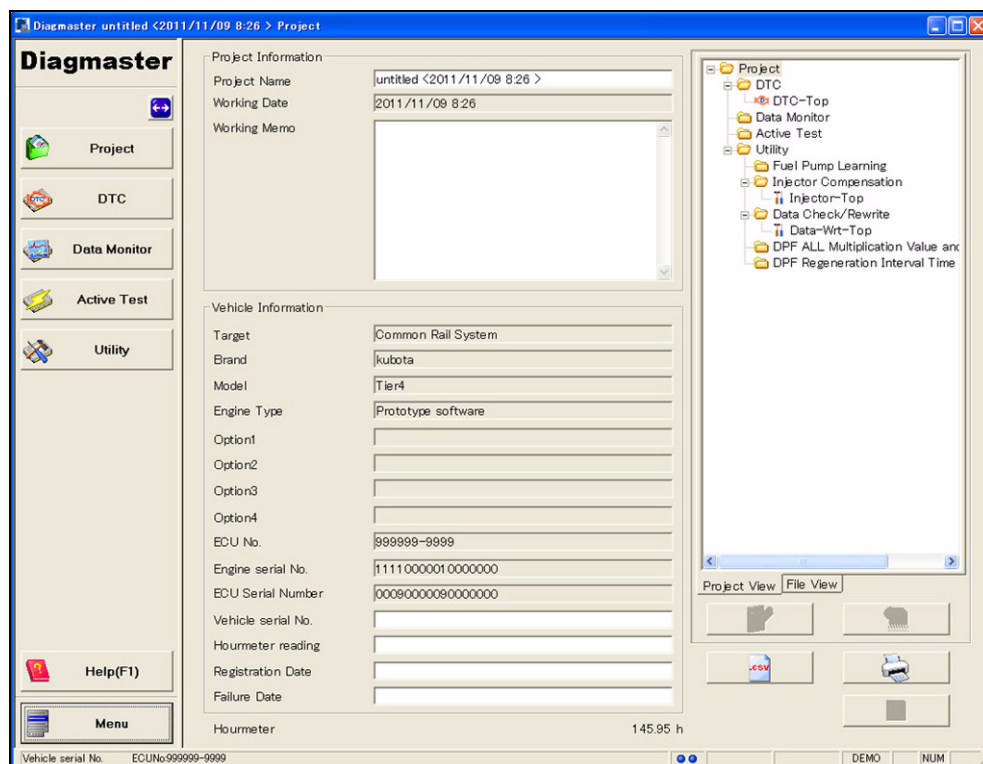 Diagmaster untitled <2011/11/09 8:26 > Project
Diagmaster
Project
DTC
Data Monitor
Active Test
Utility
Help(F1)
Menu
Project Information
Project Name untitled <2011/11/09 8:26 >
Working Date 2011/11/09 8:26
Working Memo
Vehicle Information
Target Common Rail System
Brand kubota
Model Tier4
Engine Type Prototype software
Option1
Option2
Option3
Option4
ECU No. 999999-9999
Engine serial No. 11110000010000000
ECU Serial Number 00090000090000000
Vehicle serial No.
Hourmeter reading
Registration Date
Failure Date
Hourmeter 145.95 h
Project
DTC
DTC-Top
Data Monitor
Active Test
Utility
Fuel Pump Learning
Injector Compensation
Injector-Top
Data Check/Rewrite
Data-Wrt-Top
DPF ALL Multiplication Value and
DPF Regeneration Interval Time
Project View File View
.csv
Vehicle serial No. ECUNo:999999-9999 DEMO NUM